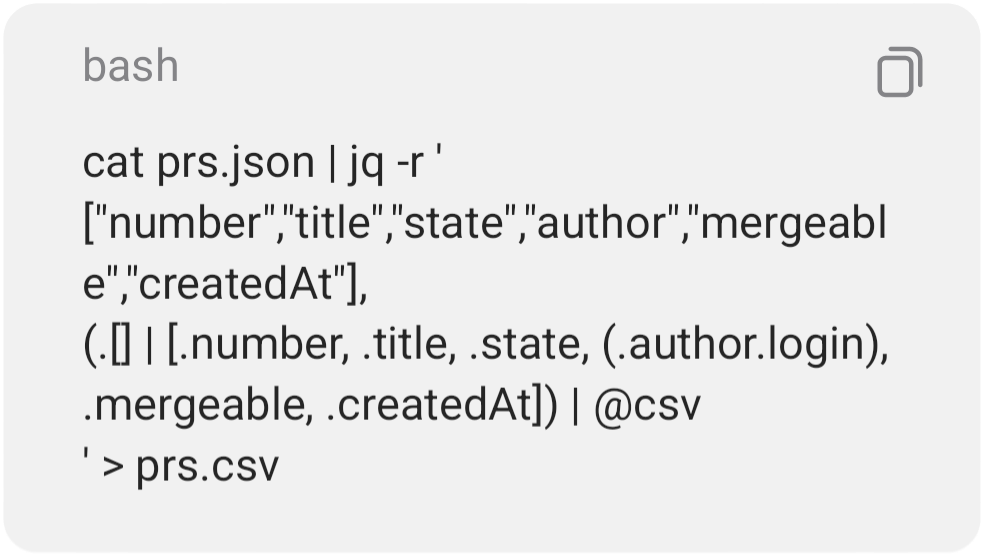 bash
cat prs.json | jq -r '
["number","title","state","author","mergeabl
e","createdAt"],
(.[] | [.number, .title, .state, (.author.login),
.mergeable, .createdAt]) | @csv
' > prs.csv